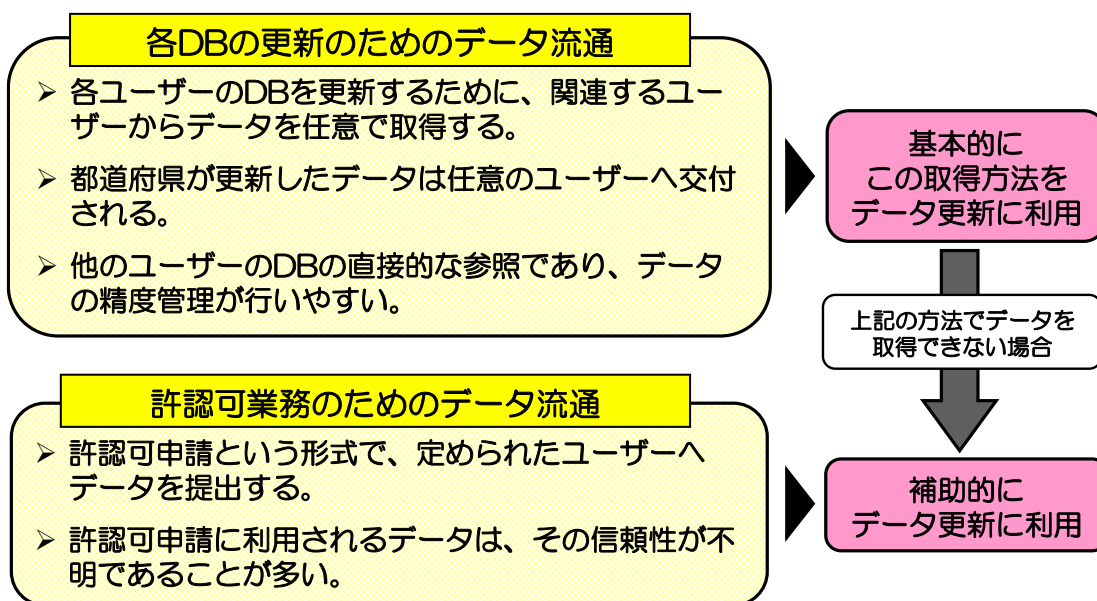 各DBの更新のためのデータ流通
➢ 各ユーザーのDBを更新するために、関連するユー
ザーからデータを任意で取得する。
➢ 都道府県が更新したデータは任意のユーザーへ交付
される。
➢ 他のユーザーのDBの直接的な参照であり、データ
の精度管理が行いやすい。
基本的に
この取得方法を
データ更新に利用
上記の方法でデータを
取得できない場合
許認可業務のためのデータ流通
➢ 許認可申請という形式で、定められたユーザーへ
データを提出する。
➢ 許認可申請に利用されるデータは、その信頼性が不
明であることが多い。
補助的に
データ更新に利用